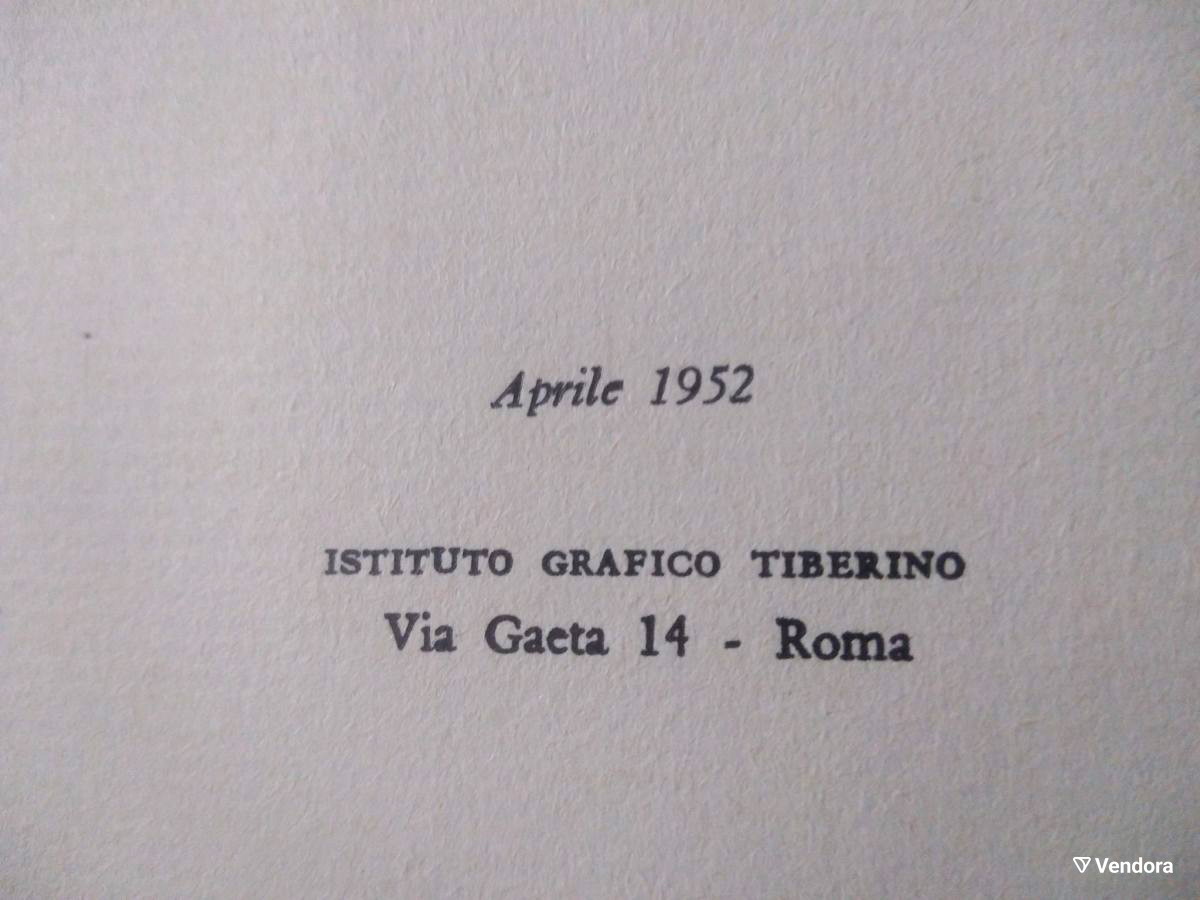 Aprile 1952
ISTITUTO GRAFICO TIBERINO
Via Gaeta 14 - Roma
Vendora